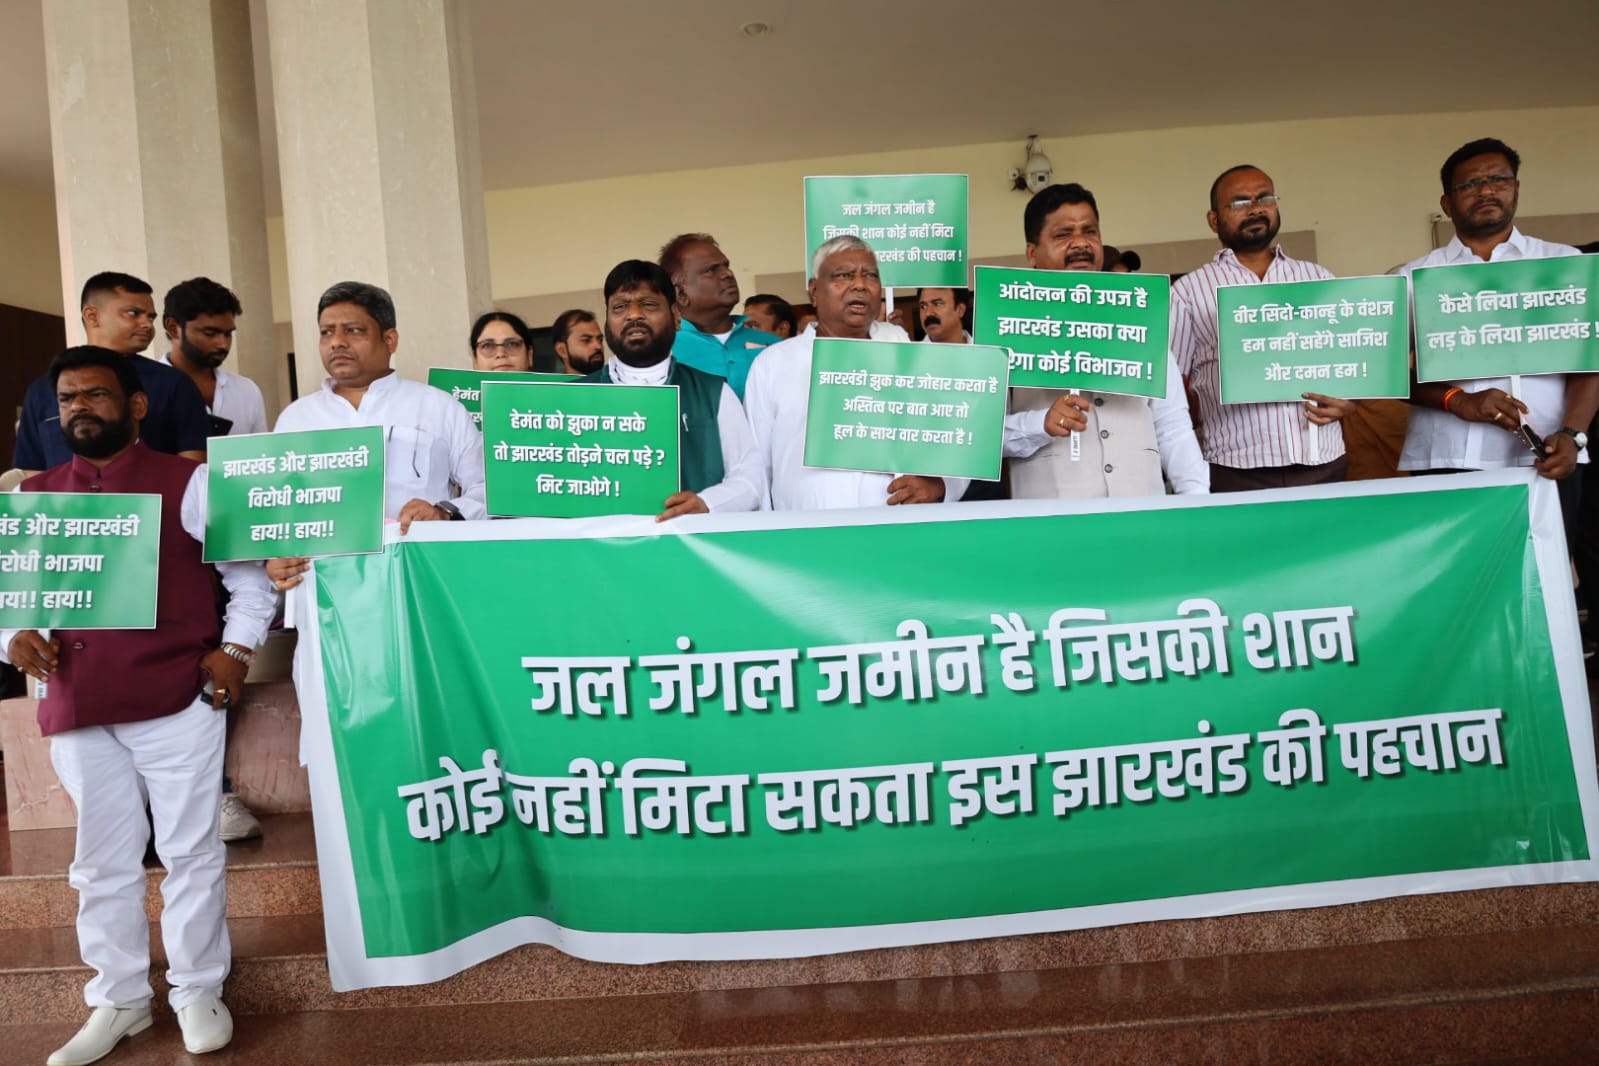 जल जंगल जमीन है
जिसकी शान कोई नहीं मिटा
की पहचान !
आंदोलन की उपज है
झारखंड उसका क्या
कोई विभाजन !
वीर सिदो-कान्हू के वंशज
हम नहीं सहेंगे साजिश
और दमन हम !
कैसे लिया झारखंड
लड़ के लिया झारखंड !
झारखंडी झुक कर जोहार करता है
अस्तित्व पर बात आए तो
हूल के साथ वार करता है !
हेमंत
हेमंत को झुका न सके
तो झारखंड तोड़ने चल पड़े ?
मिट जाओगे !
झारखंड और झारखंडी
विरोधी भाजपा
हाय!! हाय!!
और झारखंडी
भाजपा
हाय!!
जल जंगल जमीन है जिसकी शान
कोई नहीं मिटा सकता इस झारखंड की पहचान